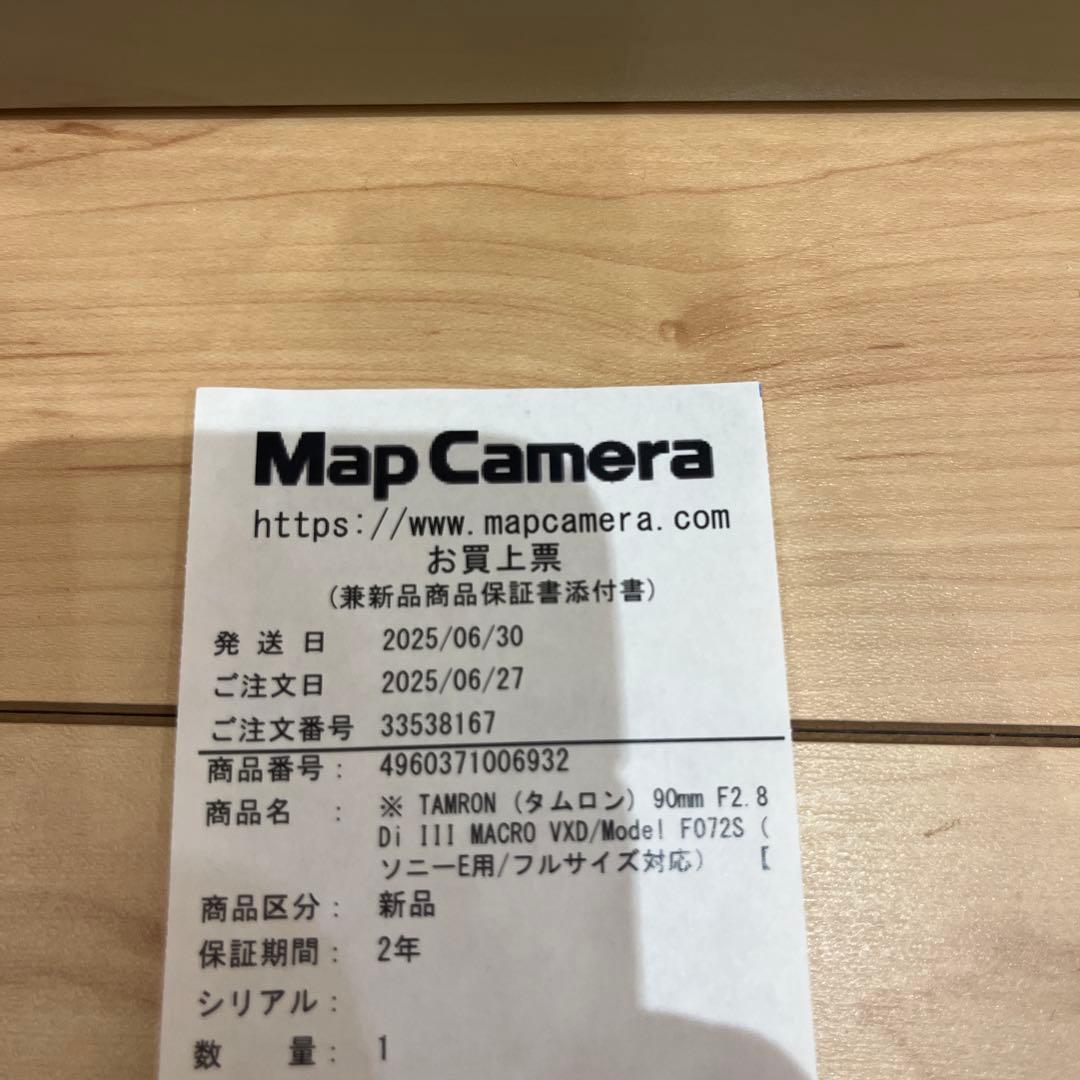 Map Camera
https://www.mapcamera.com
お買上票
(兼新品商品保証書添付書)
発送日 2025/06/30
ご注文日 2025/06/27
ご注文番号 33538167
商品番号: 4960371006932
商品名 : ※ TAMRON (タムロン) 90mm F2.8
Di III MACRO VXD/Model F072S (
ソニーE用/フルサイズ対応) 【
商品区分: 新品
保証期間: 2年
シリアル:
数量: 1